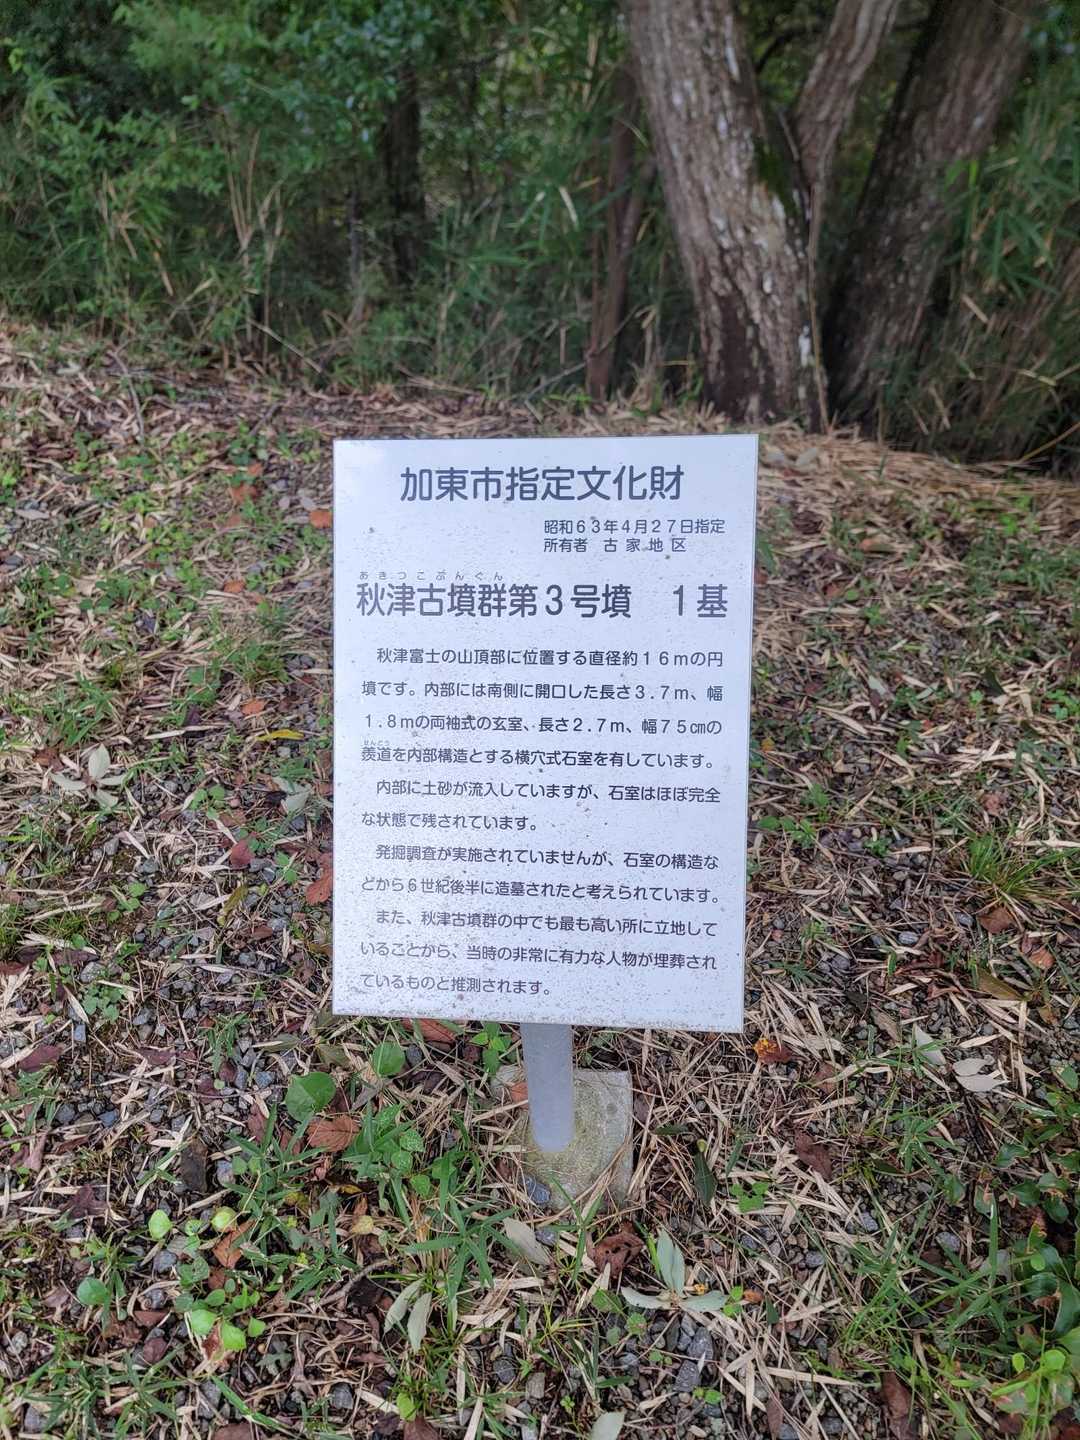 加東市指定文化財
昭和63年4月27日指定
所有者　古家地区
あきつこふんぐん
秋津古墳群第3号墳　1基
秋津富士の山頂部に位置する直径約16mの円
墳です。内部には南側に開口した長さ3.7m、幅
1.8mの両袖式の玄室、長さ2.7m、幅75㎝の
せんどう
羨道を内部構造とする横穴式石室を有しています。
内部に土砂が流入していますが、石室はほぼ完全
な状態で残されています。
発掘調査が実施されていませんが、石室の構造な
どから6世紀後半に造墓されたと考えられています。
また、秋津古墳群の中でも最も高い所に立地して
いることから、当時の非常に有力な人物が埋葬され
ているものと推測されます。